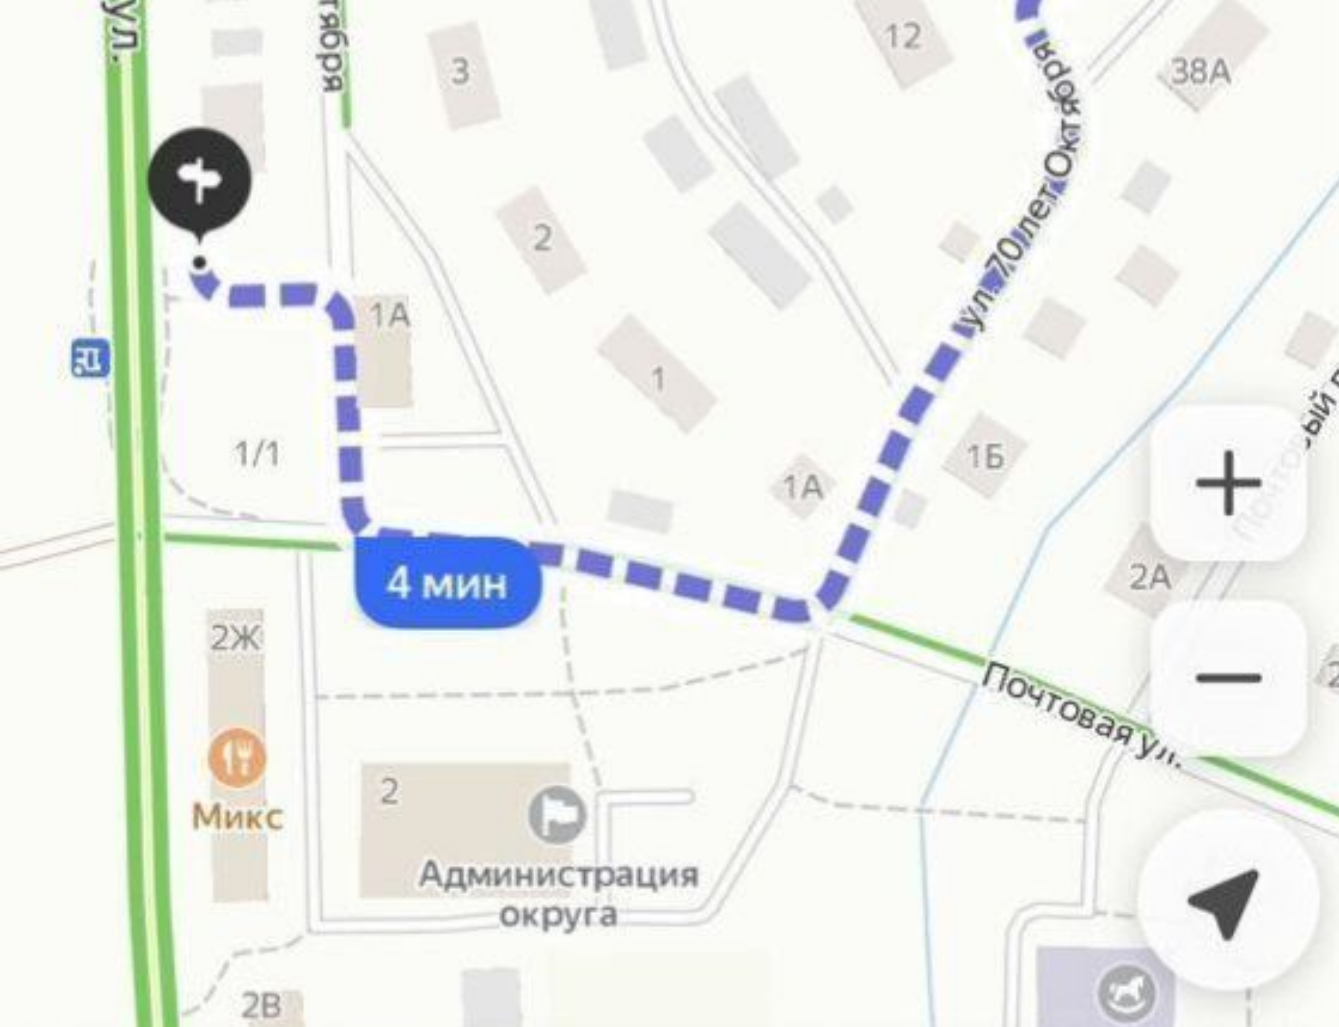 ул.
тября
3
12
38А
2
1А
1
ул. 70 лет Октября
1/1
1А
1Б
2А
4 мин
2Ж
Почтовая ул.
Микс
2
Администрация
округа
2В